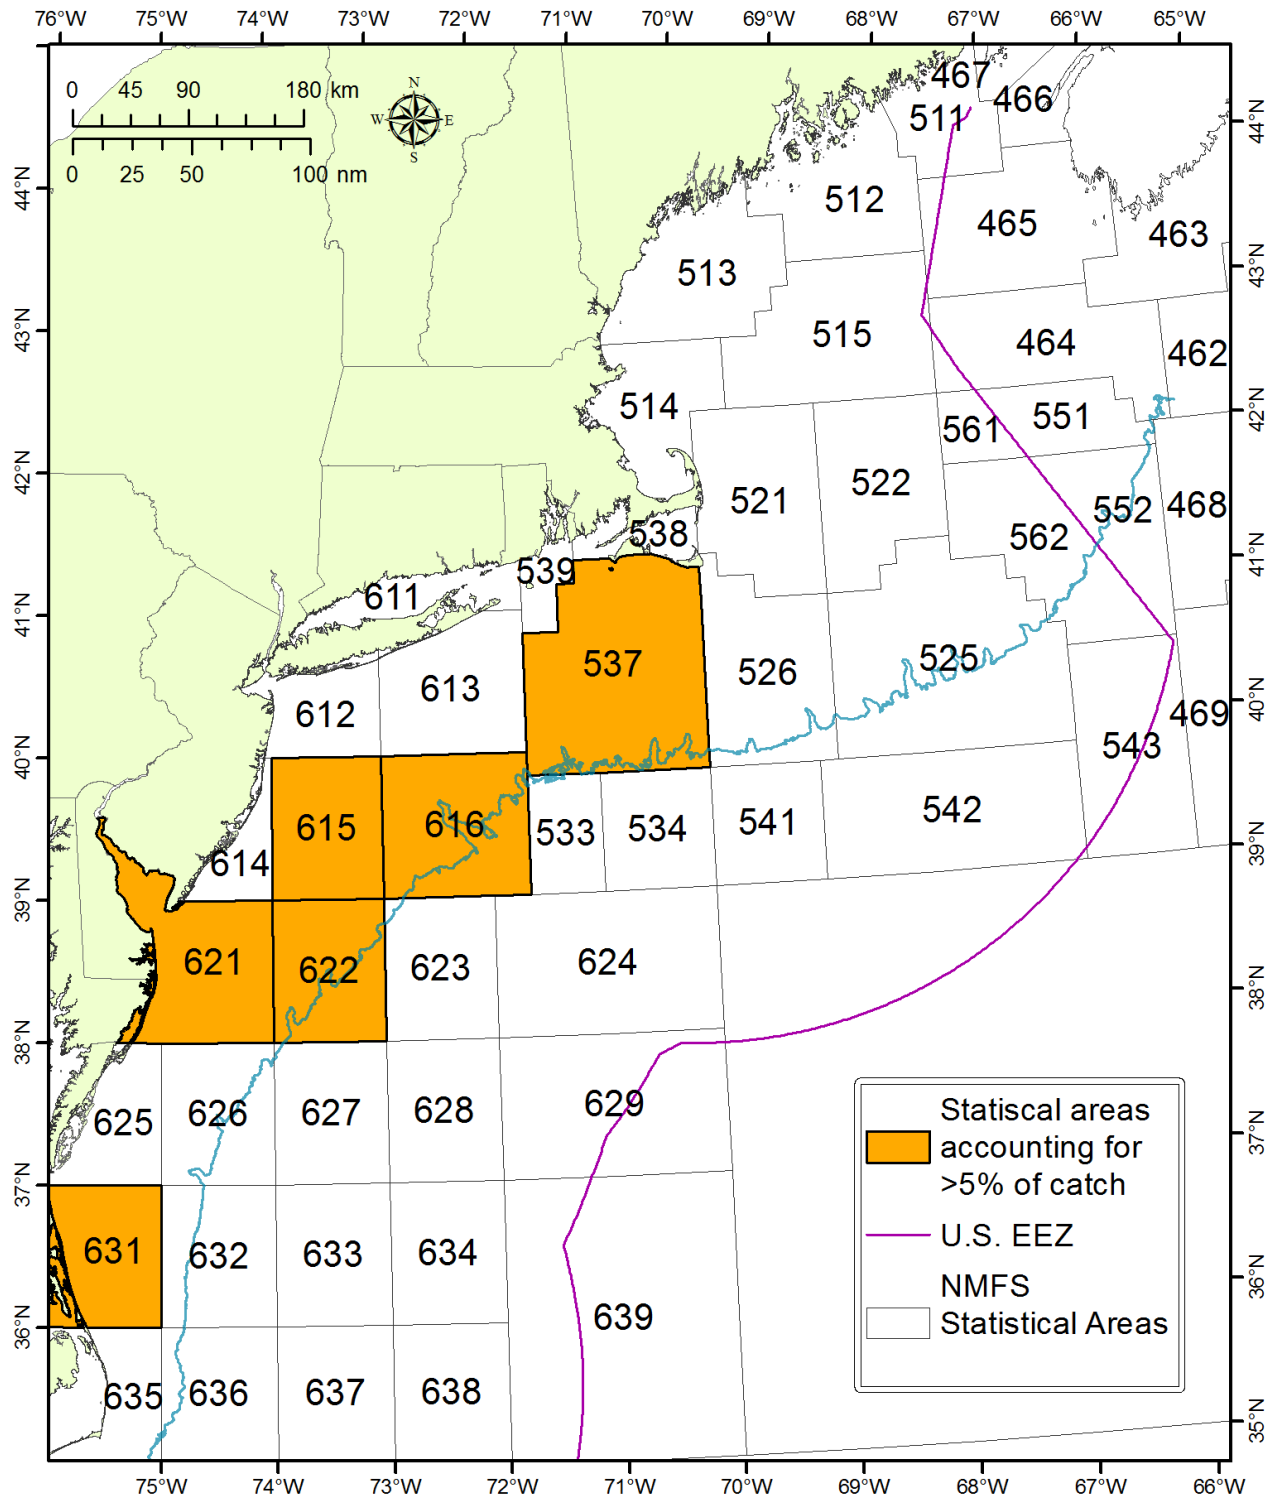 76°W 75°W 74°W 73°W 72°W 71°W 70°W 69°W 68°W 67°W 66°W 65°W
0 45 90 180 km
0 25 50 100 nm
N
W E
S
44°N
43°N
42°N
41°N
40°N
39°N
38°N
37°N
36°N
44°N
43°N
42°N
41°N
40°N
39°N
38°N
37°N
36°N
35°N
467
466
511
512
465
463
513
515
464
462
514
551
561
521
522
552
468
538
562
539
611
537
526
525
613
612
469
543
615
616
533
534
541
542
614
621
622
623
624
625
626
627
628
629
631
632
633
634
639
635
636
637
638
Statiscal areas
accounting for
>5% of catch
U.S. EEZ
NMFS
Statistical Areas
75°W 74°W 73°W 72°W 71°W 70°W 69°W 68°W 67°W 66°W